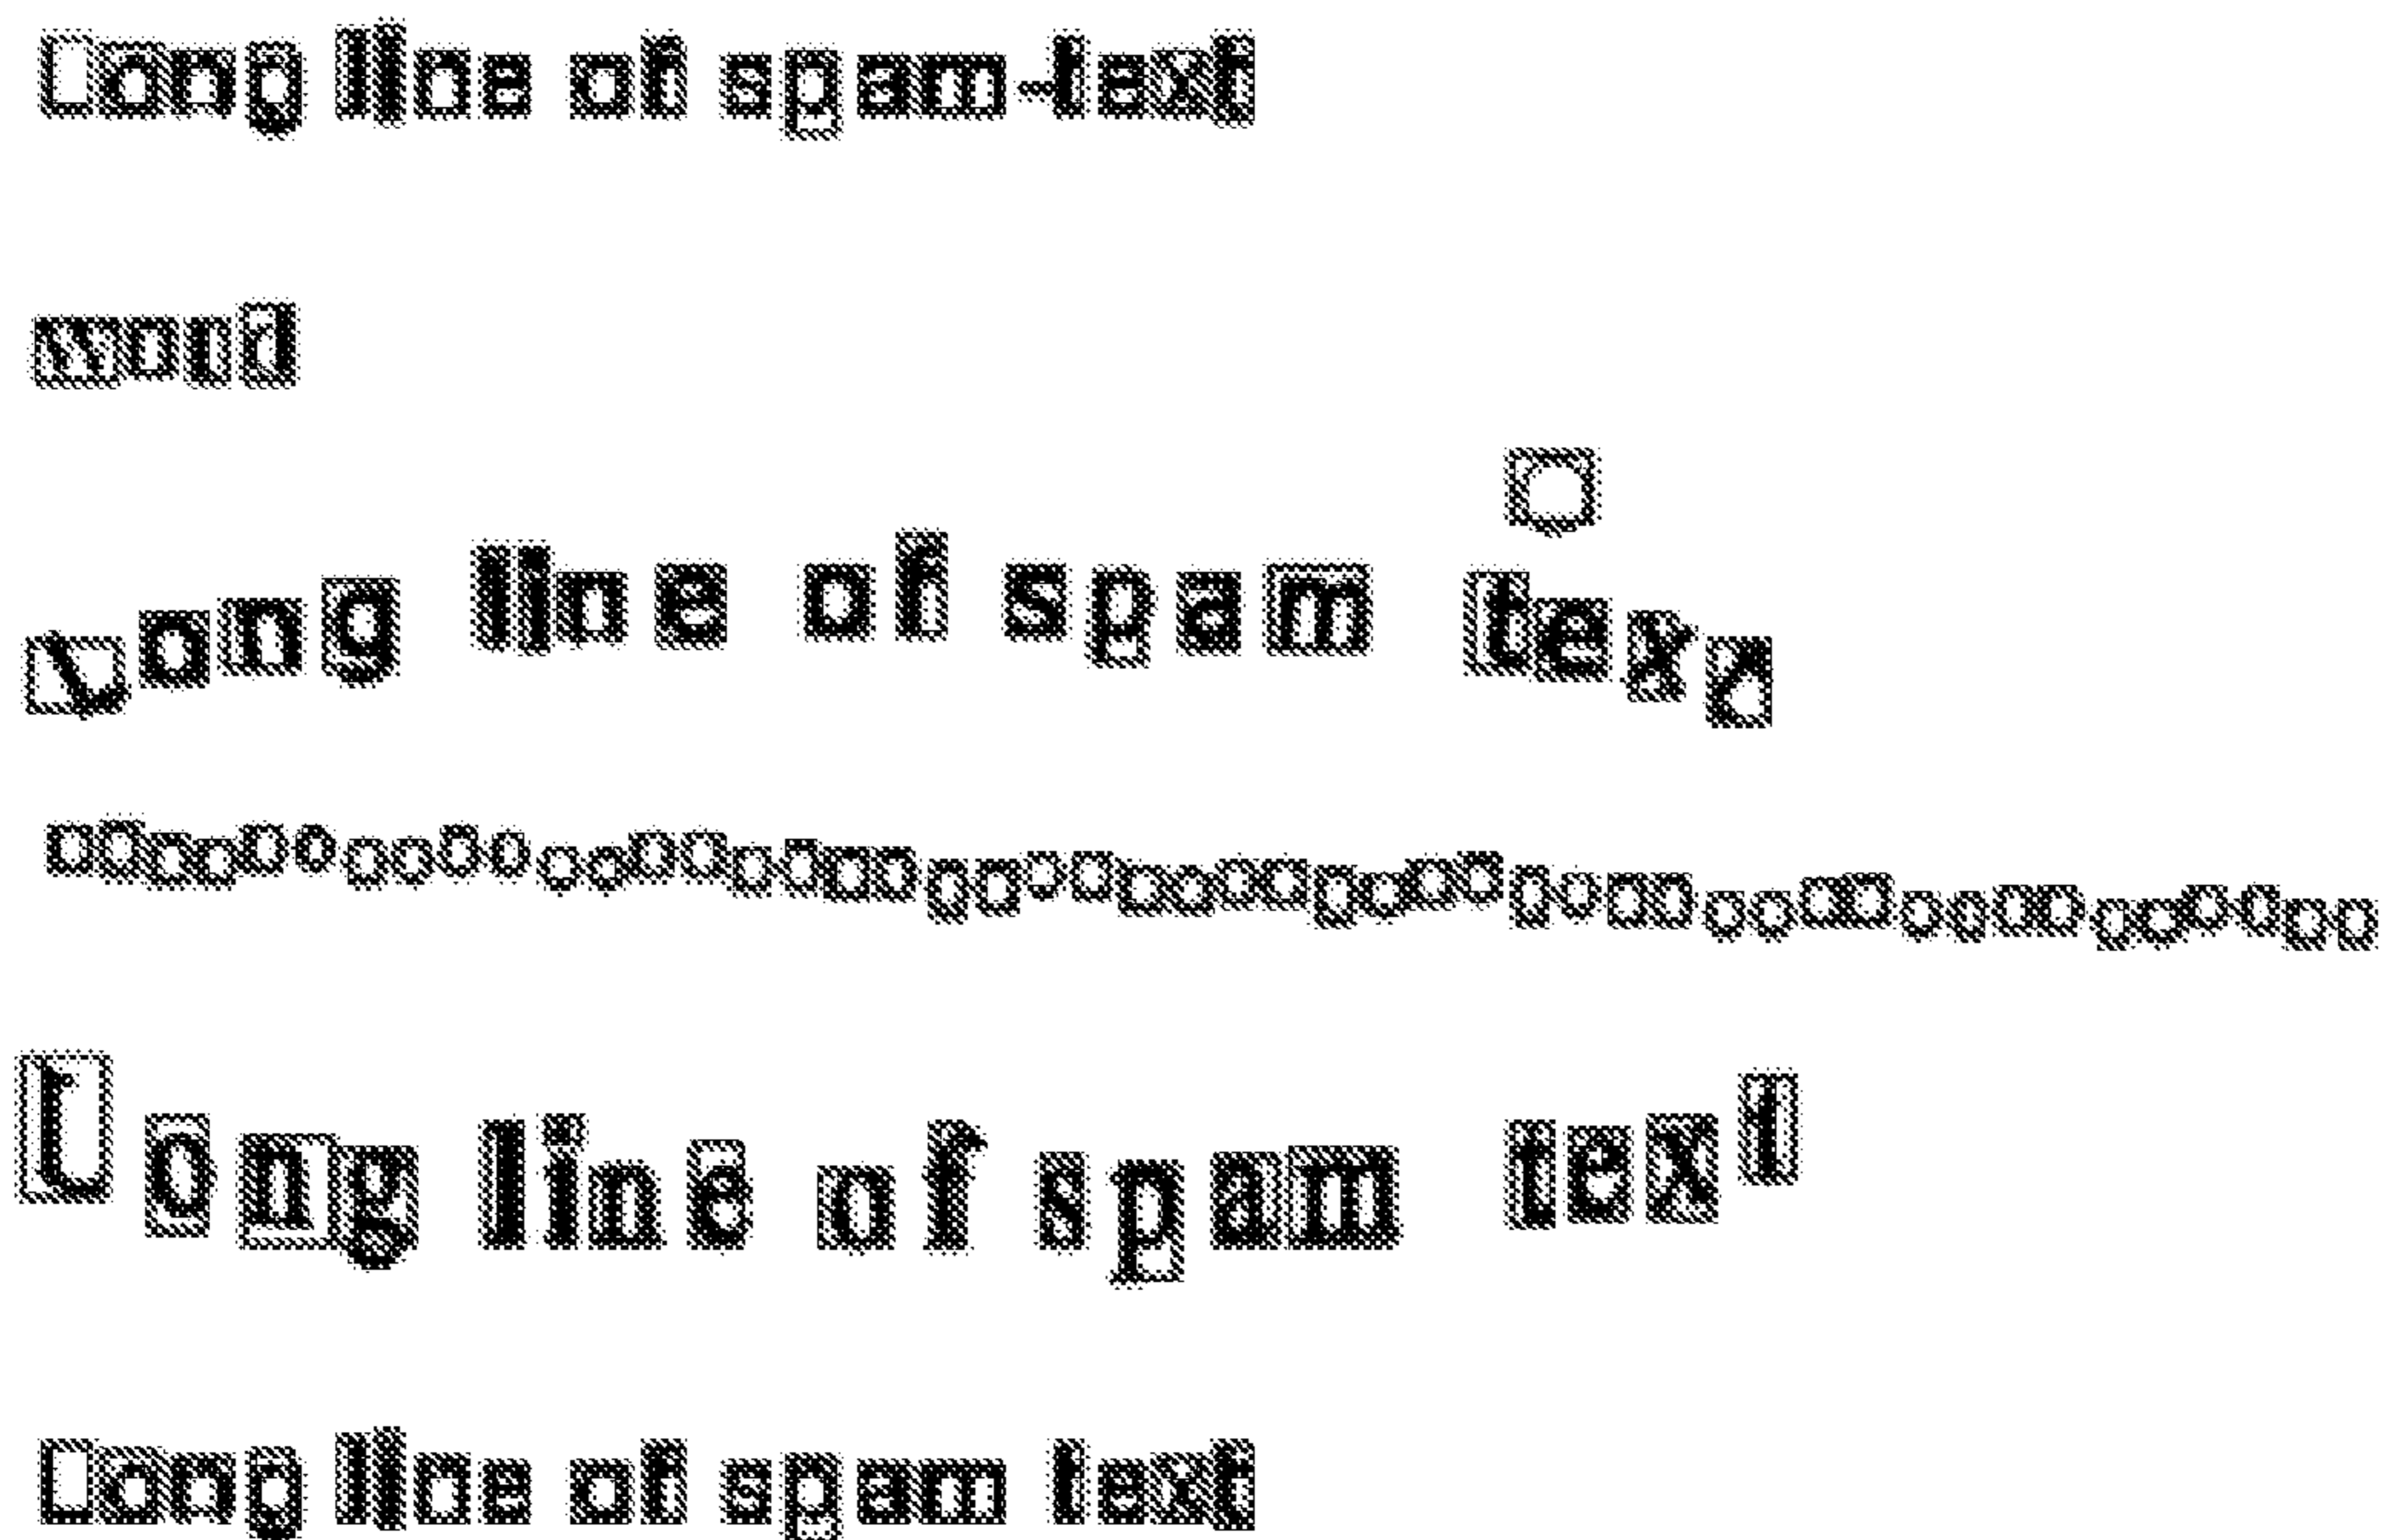 Long line of spam-text
word
Long line of spam text
Long line of spam text
Long line of spam text